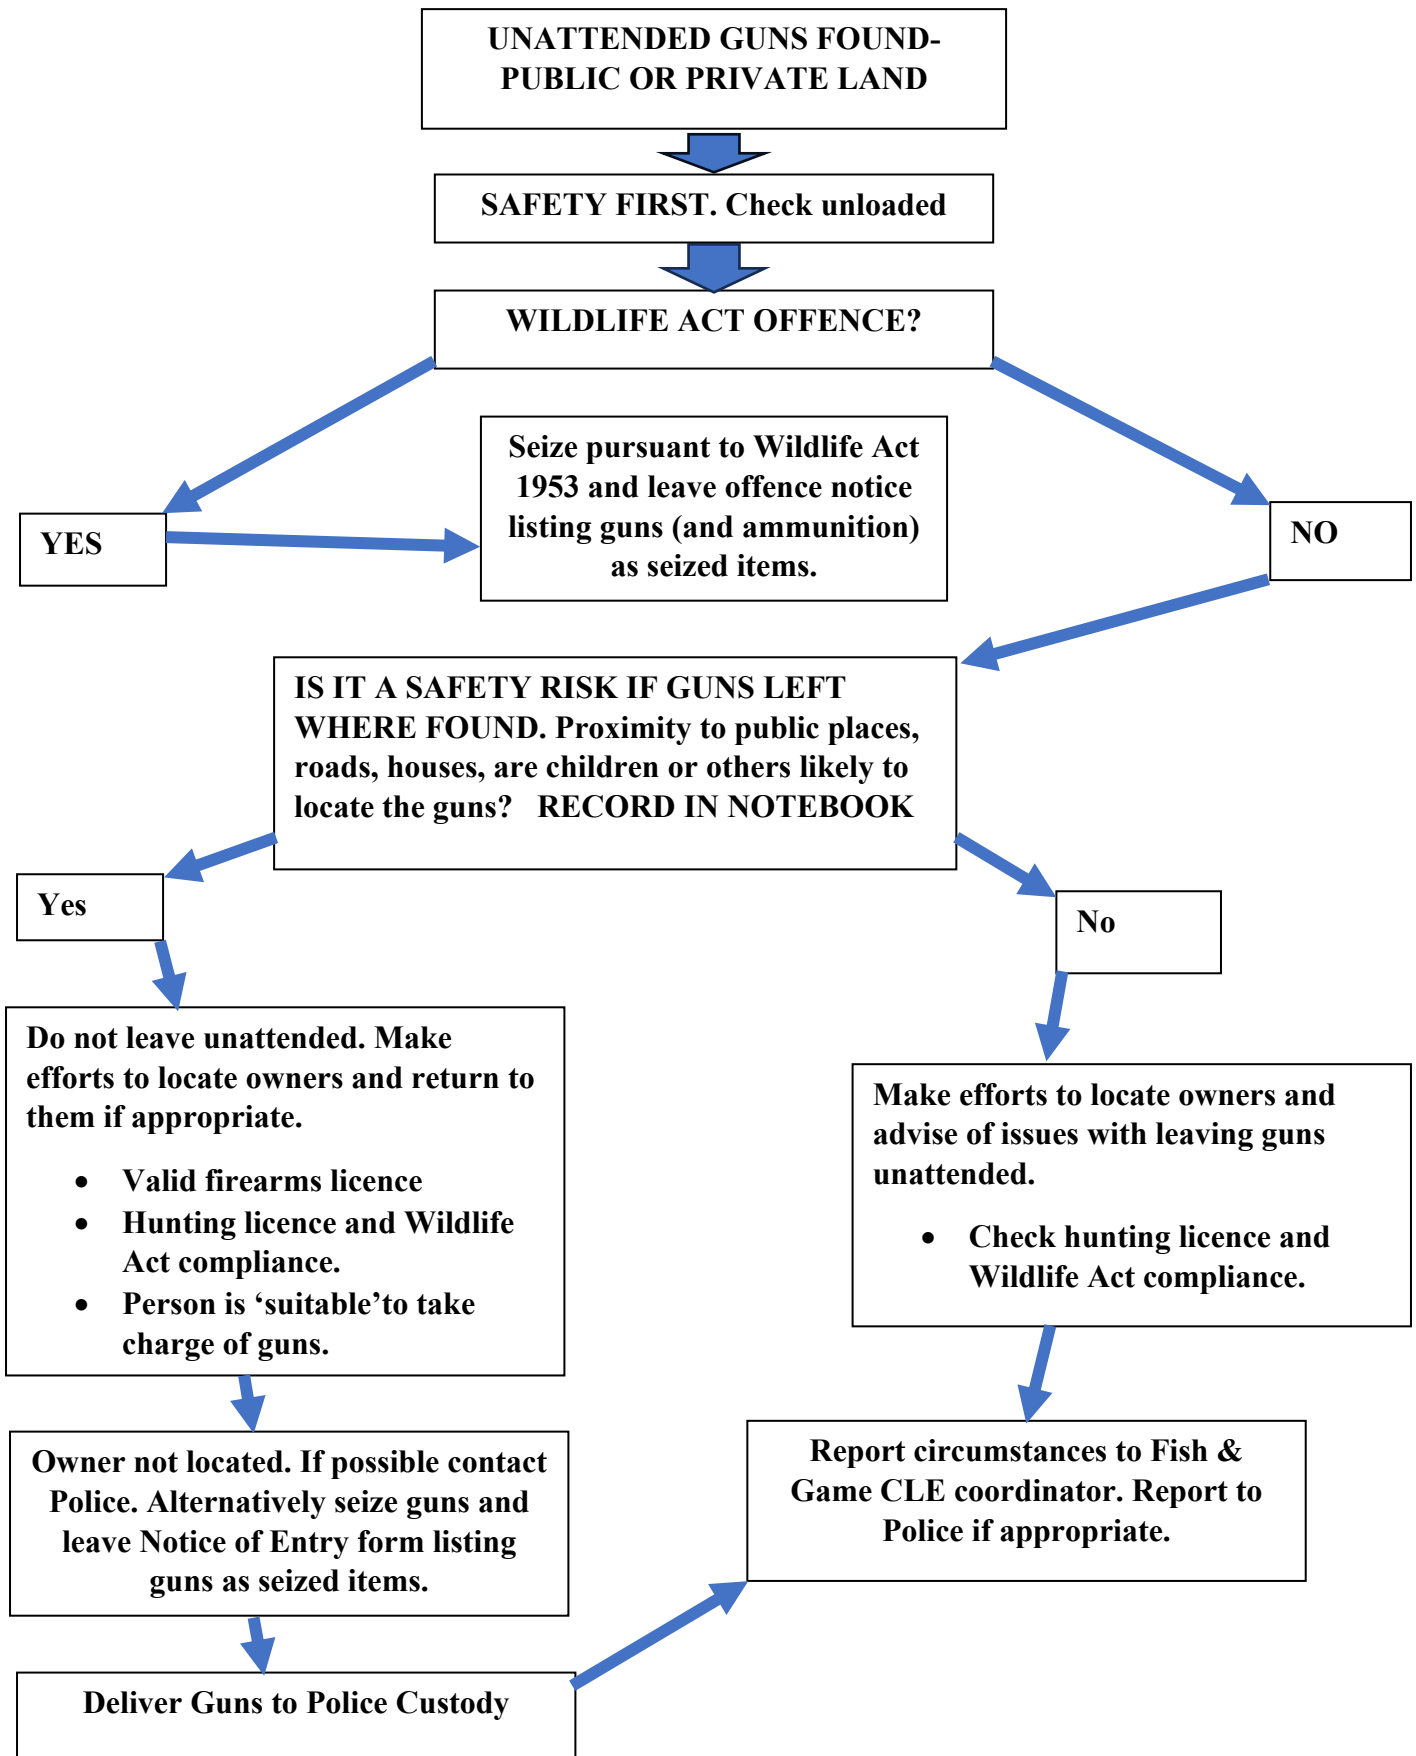 UNATTENDED GUNS FOUND-
PUBLIC OR PRIVATE LAND
SAFETY FIRST. Check unloaded
WILDLIFE ACT OFFENCE?
Seize pursuant to Wildlife Act
1953 and leave offence notice
listing guns (and ammunition)
as seized items.
YES
NO
IS IT A SAFETY RISK IF GUNS LEFT
WHERE FOUND. Proximity to public places,
roads, houses, are children or others likely to
locate the guns? RECORD IN NOTEBOOK
Yes
No
Do not leave unattended. Make
efforts to locate owners and return to
them if appropriate.
• Valid firearms licence
• Hunting licence and Wildlife
Act compliance.
• Person is ‘suitable’to take
charge of guns.
Make efforts to locate owners and
advise of issues with leaving guns
unattended.
• Check hunting licence and
Wildlife Act compliance.
Owner not located. If possible contact
Police. Alternatively seize guns and
leave Notice of Entry form listing
guns as seized items.
Report circumstances to Fish &
Game CLE coordinator. Report to
Police if appropriate.
Deliver Guns to Police Custody